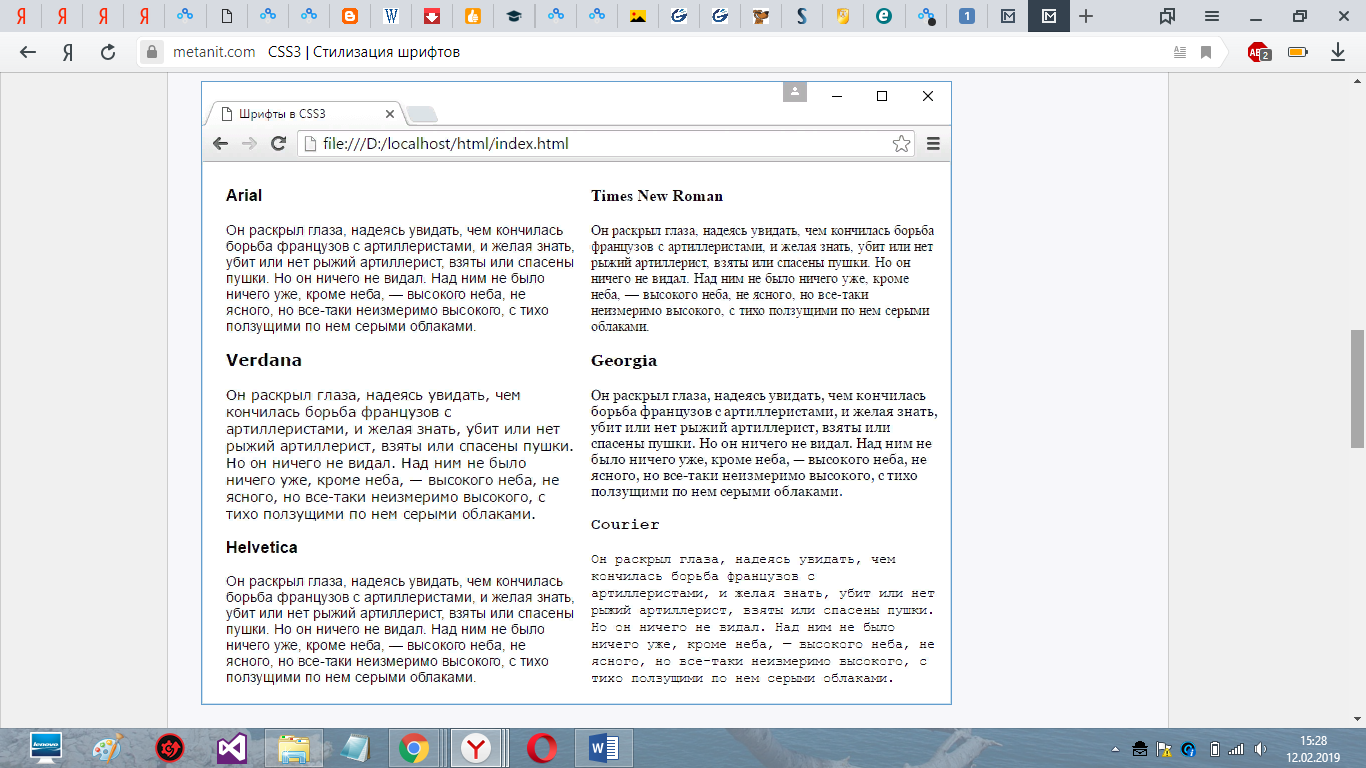 metanit.com CSS3 | Стилизация шрифтов
2
Шрифты в CSS3
file:///D:/localhost/html/index.html
Arial
Он раскрыл глаза, надеясь увидать, чем кончилась
борьба французов с артиллеристами, и желая знать,
убит или нет рыжий артиллерист, взяты или спасены
пушки. Но он ничего не видал. Над ним не было
ничего уже, кроме неба, — высокого неба, не
ясного, но все-таки неизмеримо высокого, с тихо
ползущими по нем серыми облаками.
Verdana
Он раскрыл глаза, надеясь увидать, чем
кончилась борьба французов с
артиллеристами, и желая знать, убит или нет
рыжий артиллерист, взяты или спасены пушки.
Но он ничего не видал. Над ним не было
ничего уже, кроме неба, — высокого неба, не
ясного, но все-таки неизмеримо высокого, с
тихо ползущими по нем серыми облаками.
Helvetica
Он раскрыл глаза, надеясь увидать, чем кончилась
борьба французов с артиллеристами, и желая знать,
убит или нет рыжий артиллерист, взяты или спасены
пушки. Но он ничего не видал. Над ним не было
ничего уже, кроме неба, — высокого неба, не
ясного, но все-таки неизмеримо высокого, с тихо
ползущими по нем серыми облаками.
Times New Roman
Он раскрыл глаза, надеясь увидать, чем кончилась борьба
французов с артиллеристами, и желая знать, убит или нет
рыжий артиллерист, взяты или спасены пушки. Но он
ничего не видал. Над ним не было ничего уже, кроме
неба, — высокого неба, не ясного, но все-таки
неизмеримо высокого, с тихо ползущими по нем серыми
облаками.
Georgia
Он раскрыл глаза, надеясь увидать, чем кончилась
борьба французов с артиллеристами, и желая знать,
убит или нет рыжий артиллерист, взяты или
спасены пушки. Но он ничего не видал. Над ним не
было ничего уже, кроме неба, — высокого неба, не
ясного, но все-таки неизмеримо высокого, с тихо
ползущими по нем серыми облаками.
Courier
Он раскрыл глаза, надеясь увидать, чем
кончилась борьба французов с
артиллеристами, и желая знать, убит или нет
рыжий артиллерист, взяты или спасены пушки.
Но он ничего не видал. Над ним не было
ничего уже, кроме неба, — высокого неба, не
ясного, но все-таки неизмеримо высокого, с
тихо ползущими по нем серыми облаками.
15:28
12.02.2019